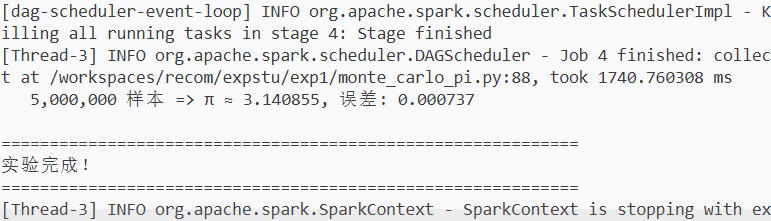 [dag-scheduler-event-loop] INFO org.apache.spark.scheduler.TaskSchedulerImpl - K
illing all running tasks in stage 4: Stage finished
[Thread-3] INFO org.apache.spark.scheduler.DAGScheduler - Job 4 finished: collec
t at /workspaces/recom/expstu/exp1/monte_carlo_pi.py:88, took 1740.760308 ms
   5,000,000 样本 => π ≈ 3.140855, 误差: 0.000737

============================================================
实验完成！
============================================================
[Thread-3] INFO org.apache.spark.SparkContext - SparkContext is stopping with ex